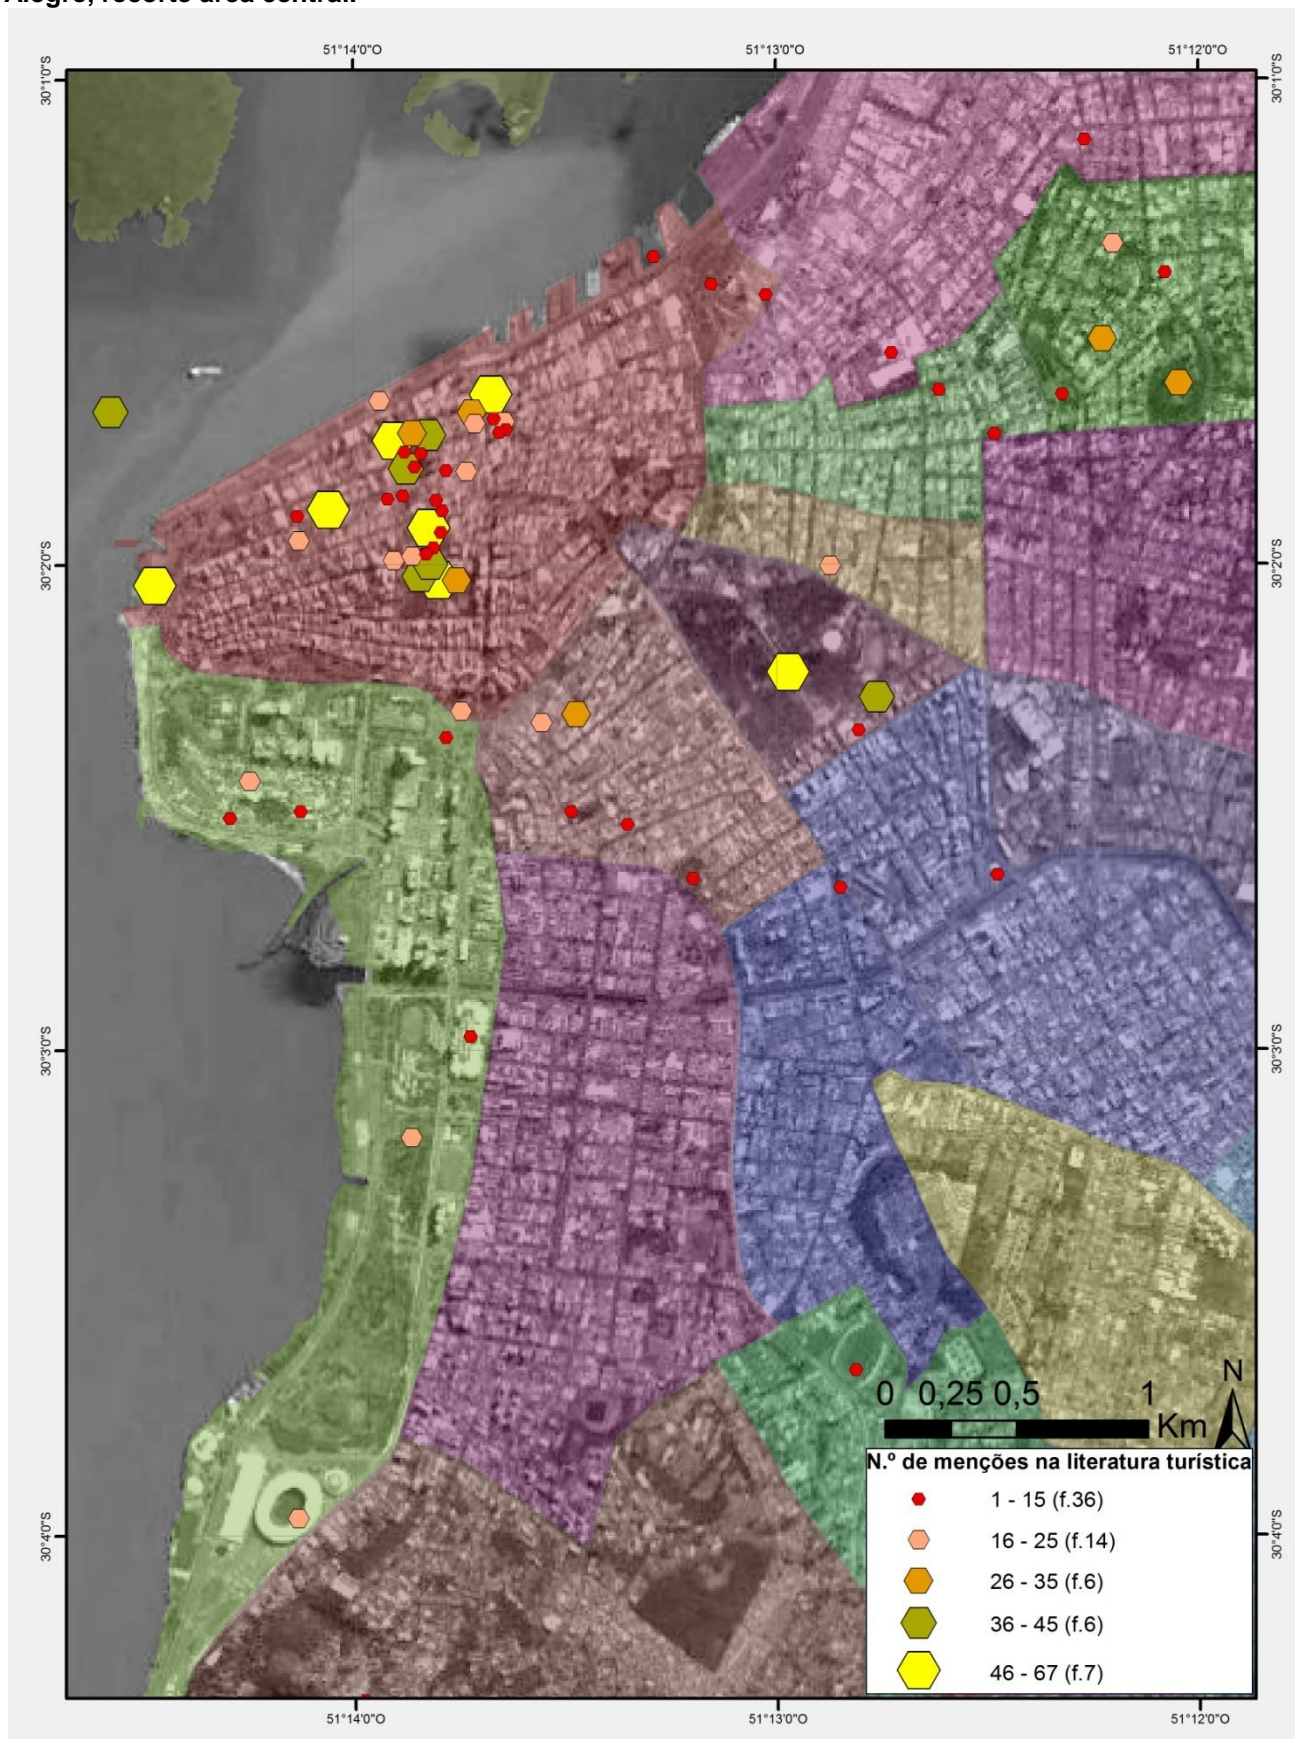 Alegre, recorte área central.
51°14'0"O 51°13'0"O 51°12'0"O
30°1'0"S 30°1'0"S
30°2'0"S 30°2'0"S
30°3'0"S 30°3'0"S
N
0 0,25 0,5 1
Km
N.º de menções na literatura turística
1 - 15 (f.36)
16 - 25 (f.14)
26 - 35 (f.6)
36 - 45 (f.6)
46 - 67 (f.7)
30°4'0"S 30°4'0"S
51°14'0"O 51°13'0"O 51°12'0"O